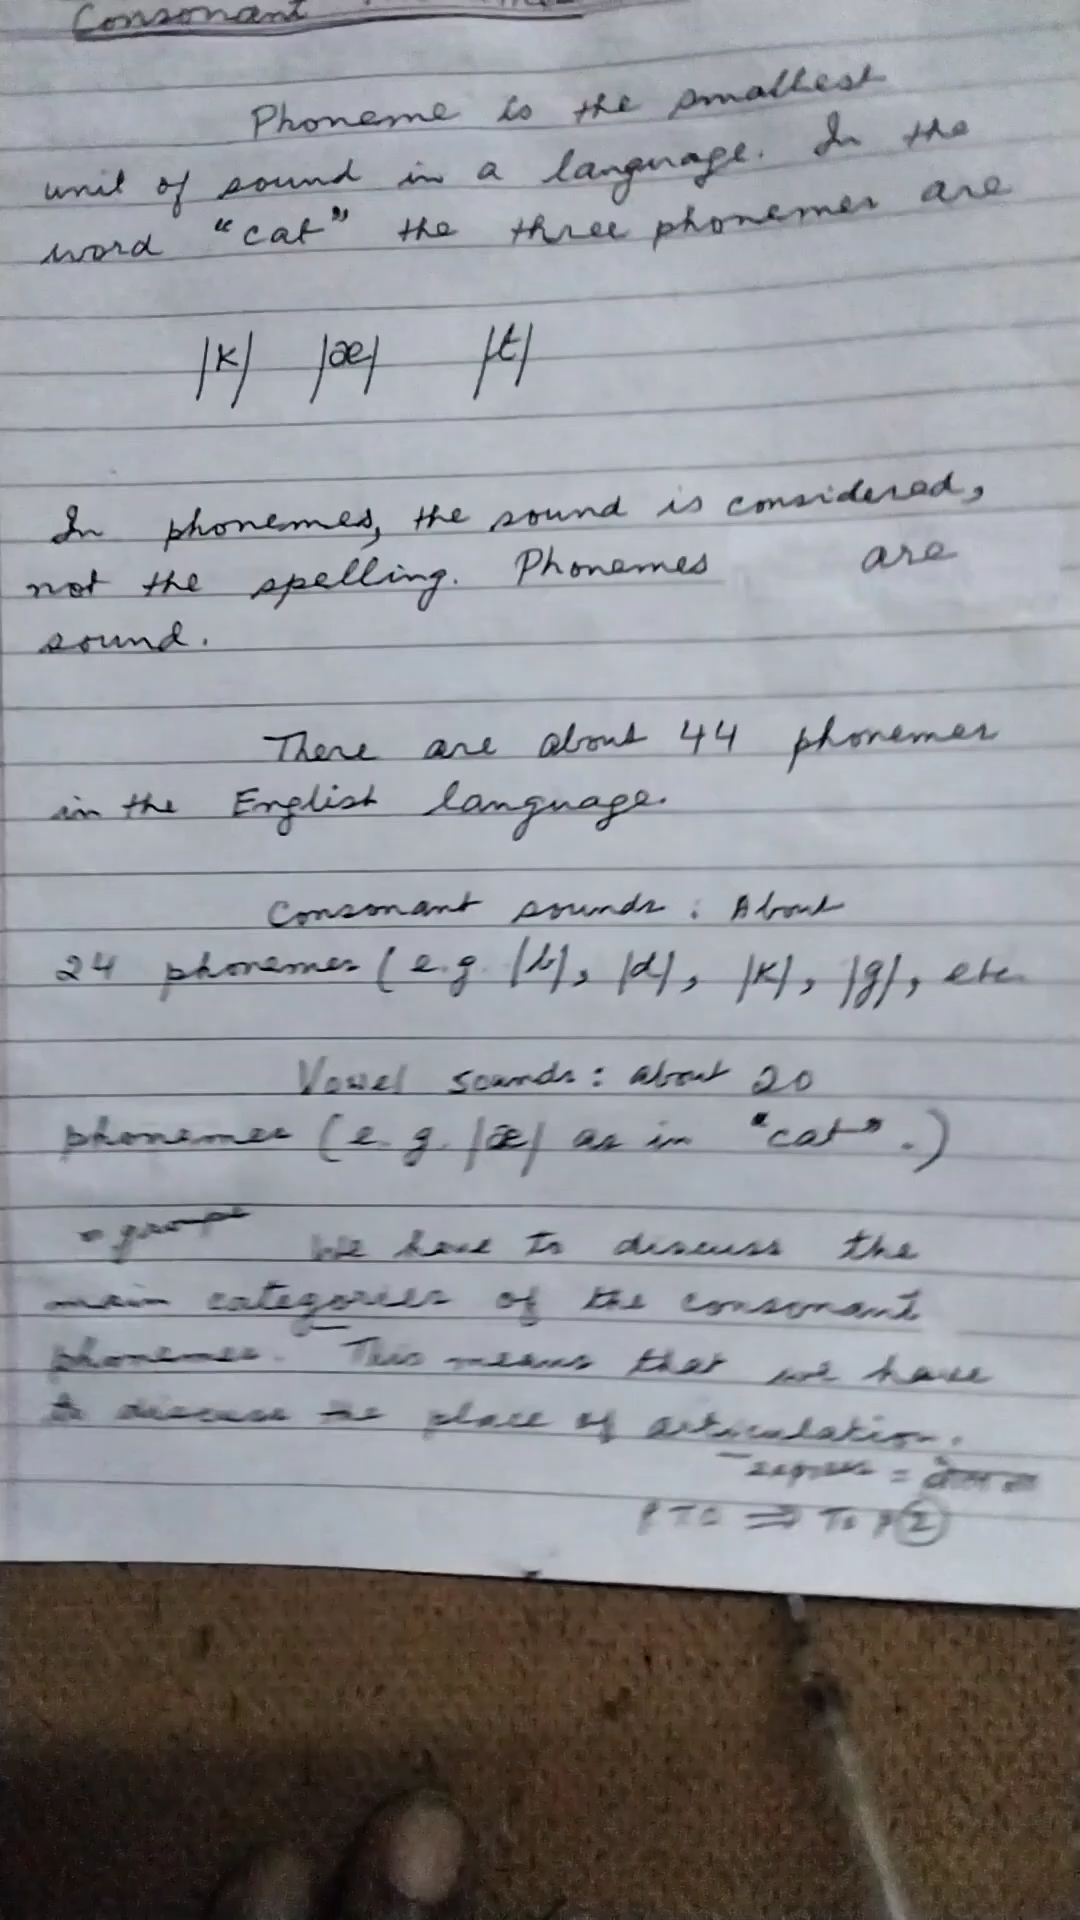 Consonant
Phoneme is the smallest
unit of sound in a language. In the
word "cat" the three phonemes are
/k/ /æ/ /t/
In phonemes, the sound is considered,
not the spelling. Phonemes are
sound.
There are about 44 phonemes
in the English language.
Consonant sounds : About
24 phonemes (e.g. /b/, /d/, /k/, /g/, etc.
Vowel sounds : about 20
phonemes (e.g. /æ/ as in "cat".)
= groups
We have to discuss the
main categories of the consonant
phonemes. This means that we have
to discuss the place of articulation.
PTO ⇒ To P ②